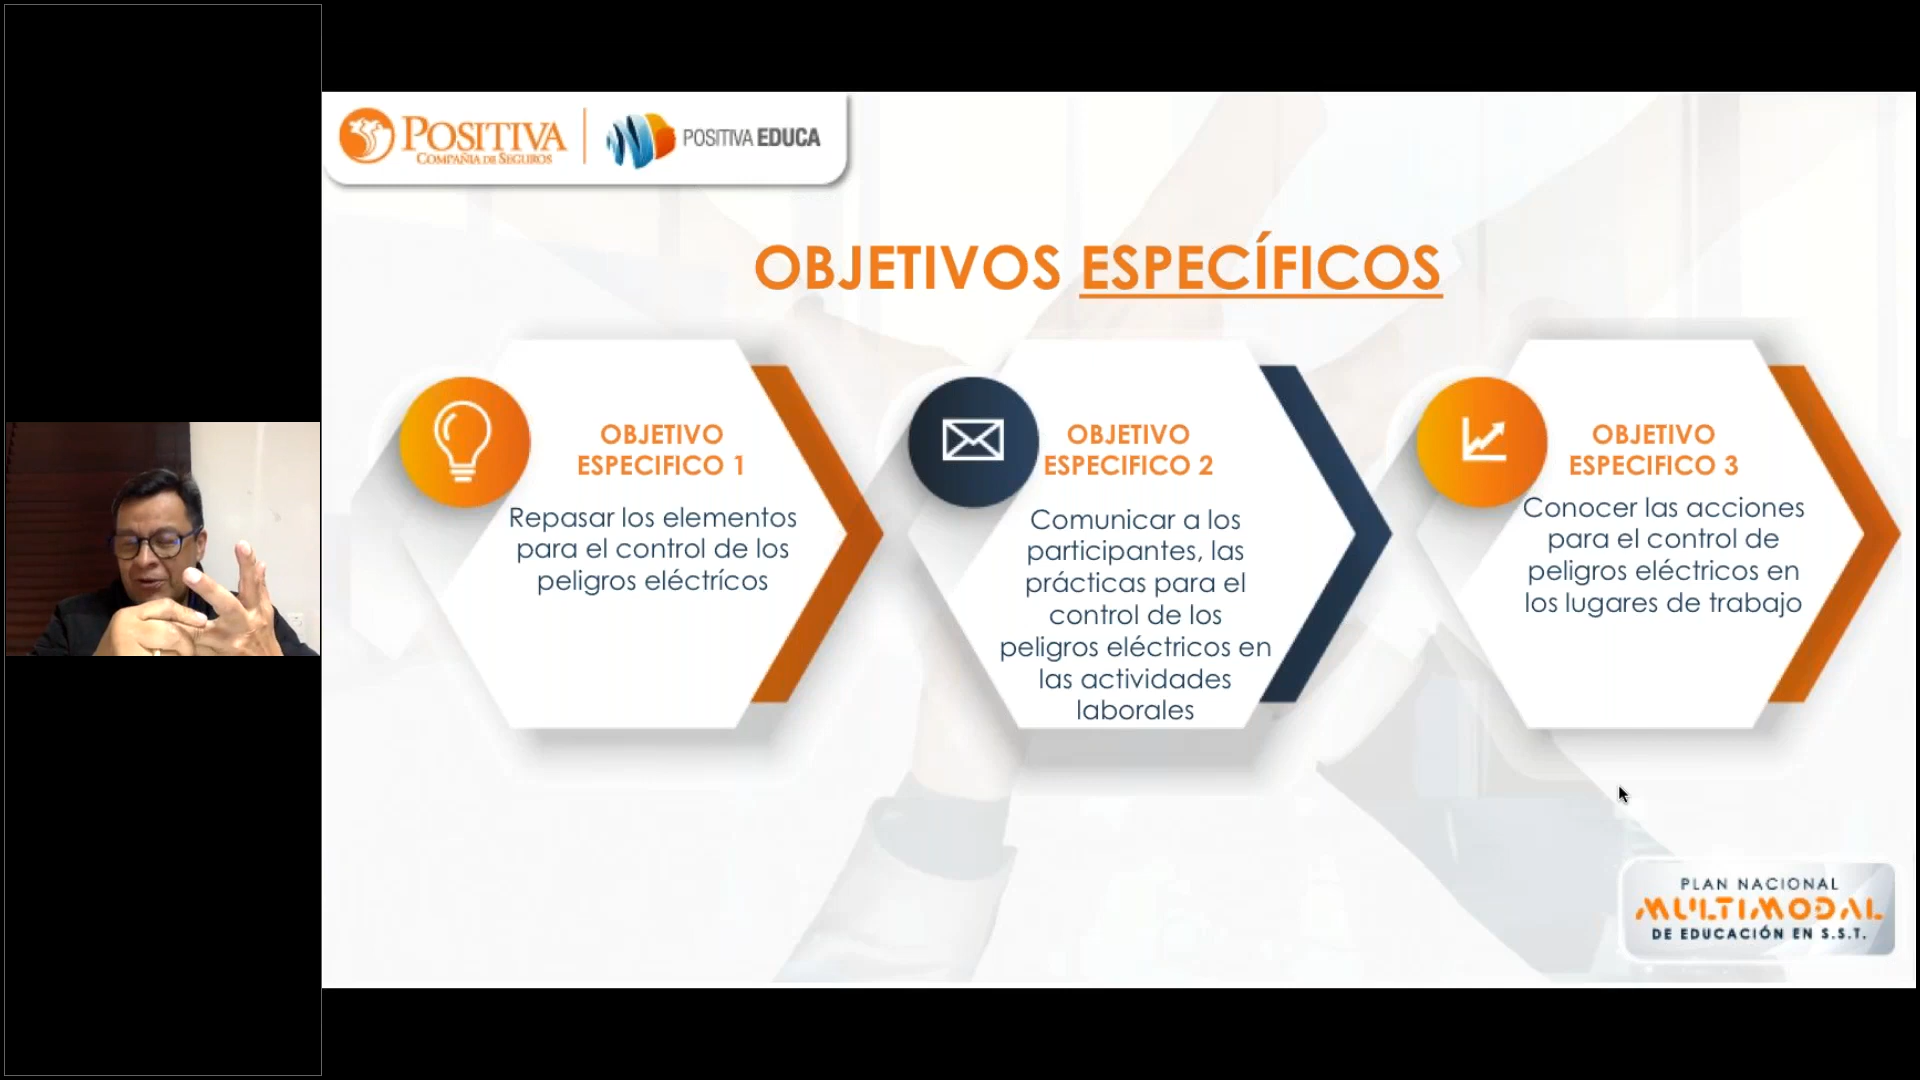 POSITIVA
COMPAÑIA DE SEGUROS
POSITIVA EDUCA
OBJETIVOS ESPECÍFICOS
OBJETIVO
ESPECIFICO 1
Repasar los elementos
para el control de los
peligros eléctrícos
OBJETIVO
ESPECIFICO 2
Comunicar a los
participantes, las
prácticas para el
control de los
peligros eléctricos en
las actividades
laborales
OBJETIVO
ESPECIFICO 3
Conocer las acciones
para el control de
peligros eléctricos en
los lugares de trabajo
PLAN NACIONAL
MULTIMODAL
DE EDUCACIÓN EN S.S.T.